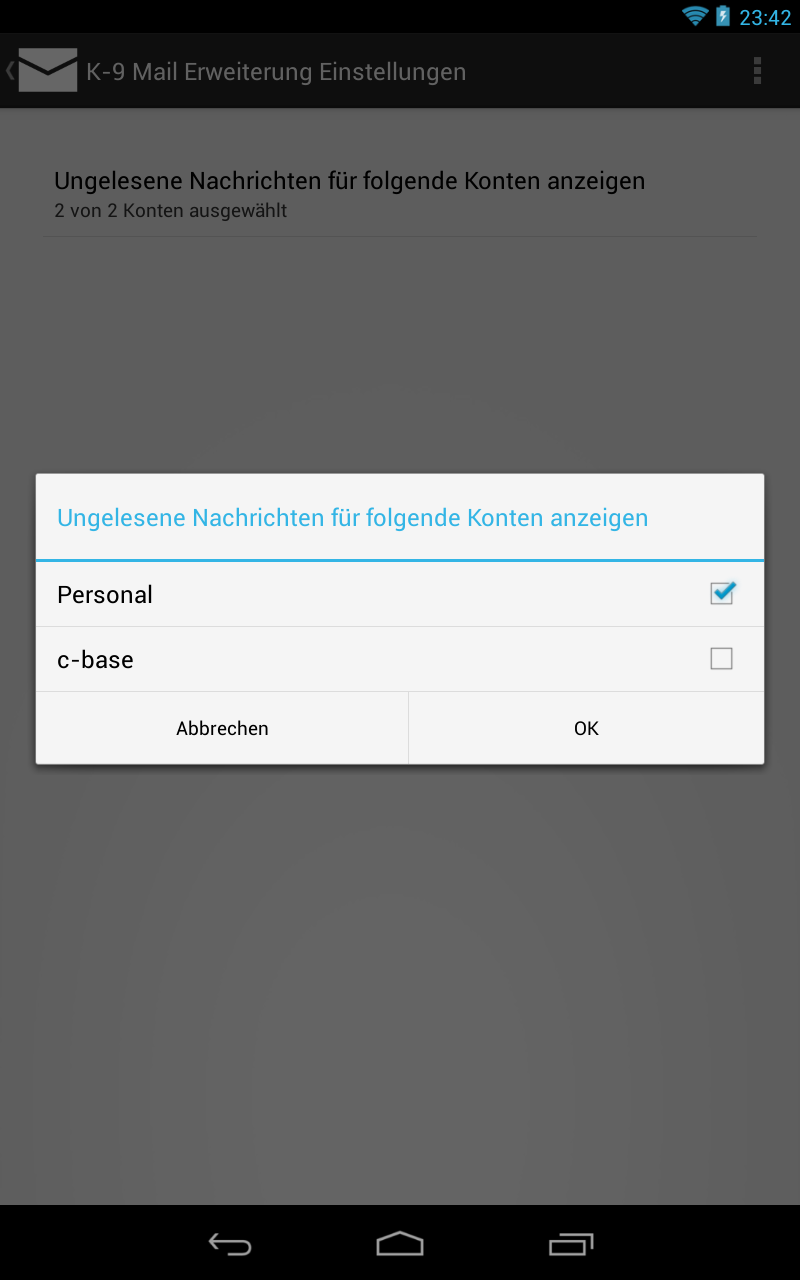 23:42
K-9 Mail Erweiterung Einstellungen
Ungelesene Nachrichten für folgende Konten anzeigen
2 von 2 Konten ausgewählt
Ungelesene Nachrichten für folgende Konten anzeigen
Personal
c-base
Abbrechen OK